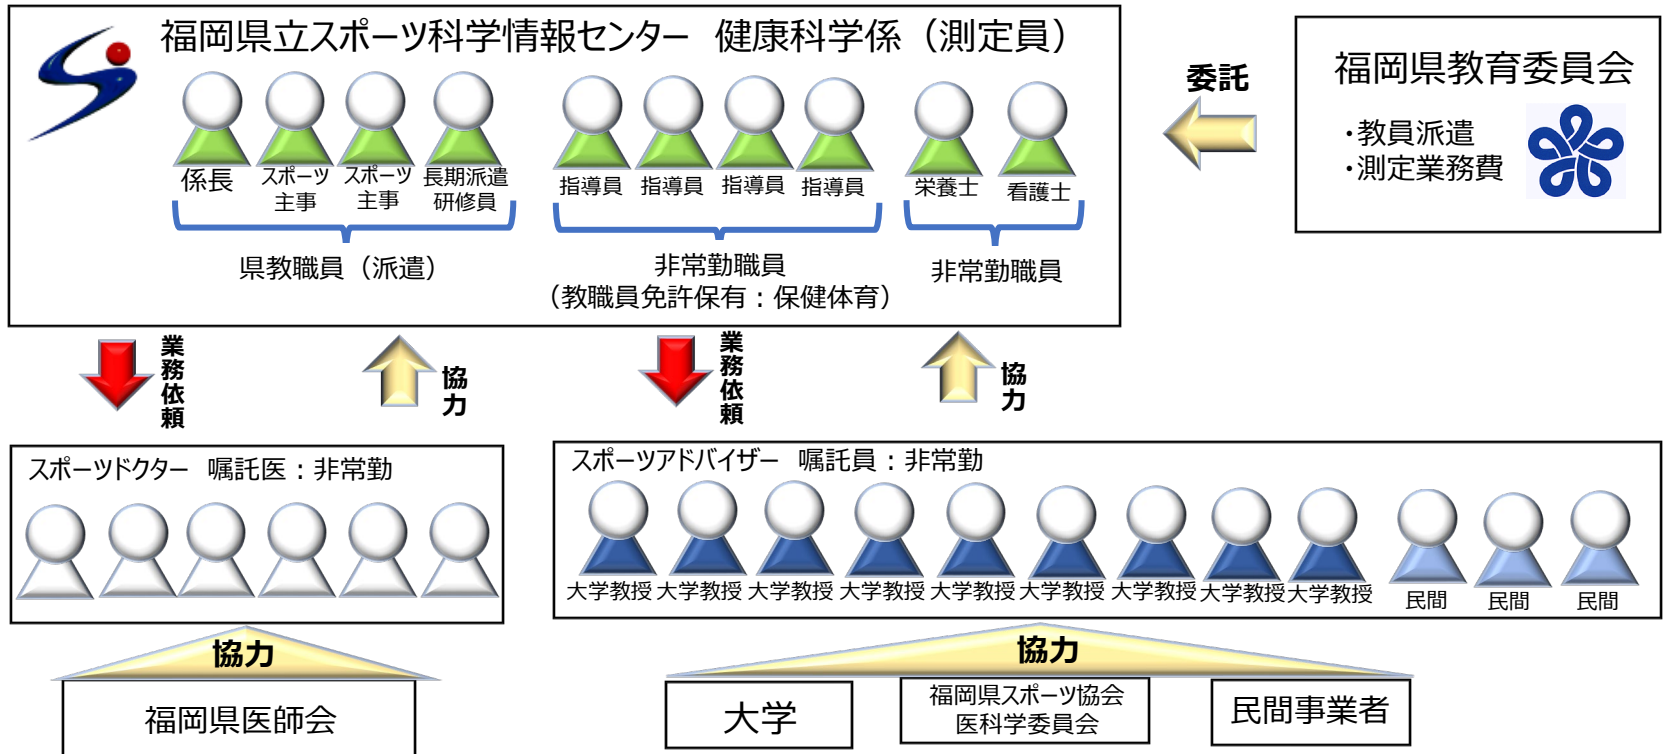 福岡県立スポーツ科学情報センター　健康科学係（測定員）
係長
スポーツ
主事
スポーツ
主事
長期派遣
研修員
指導員
指導員
指導員
指導員
栄養士
看護士
県教職員（派遣）
非常勤職員
（教職員免許保有：保健体育）
非常勤職員
委託
福岡県教育委員会
・教員派遣
・測定業務費
業務依頼
協力
業務依頼
協力
スポーツドクター　嘱託医：非常勤
スポーツアドバイザー　嘱託員：非常勤
大学教授
大学教授
大学教授
大学教授
大学教授
大学教授
大学教授
大学教授
大学教授
民間
民間
民間
協力
福岡県医師会
協力
大学
福岡県スポーツ協会
医科学委員会
民間事業者